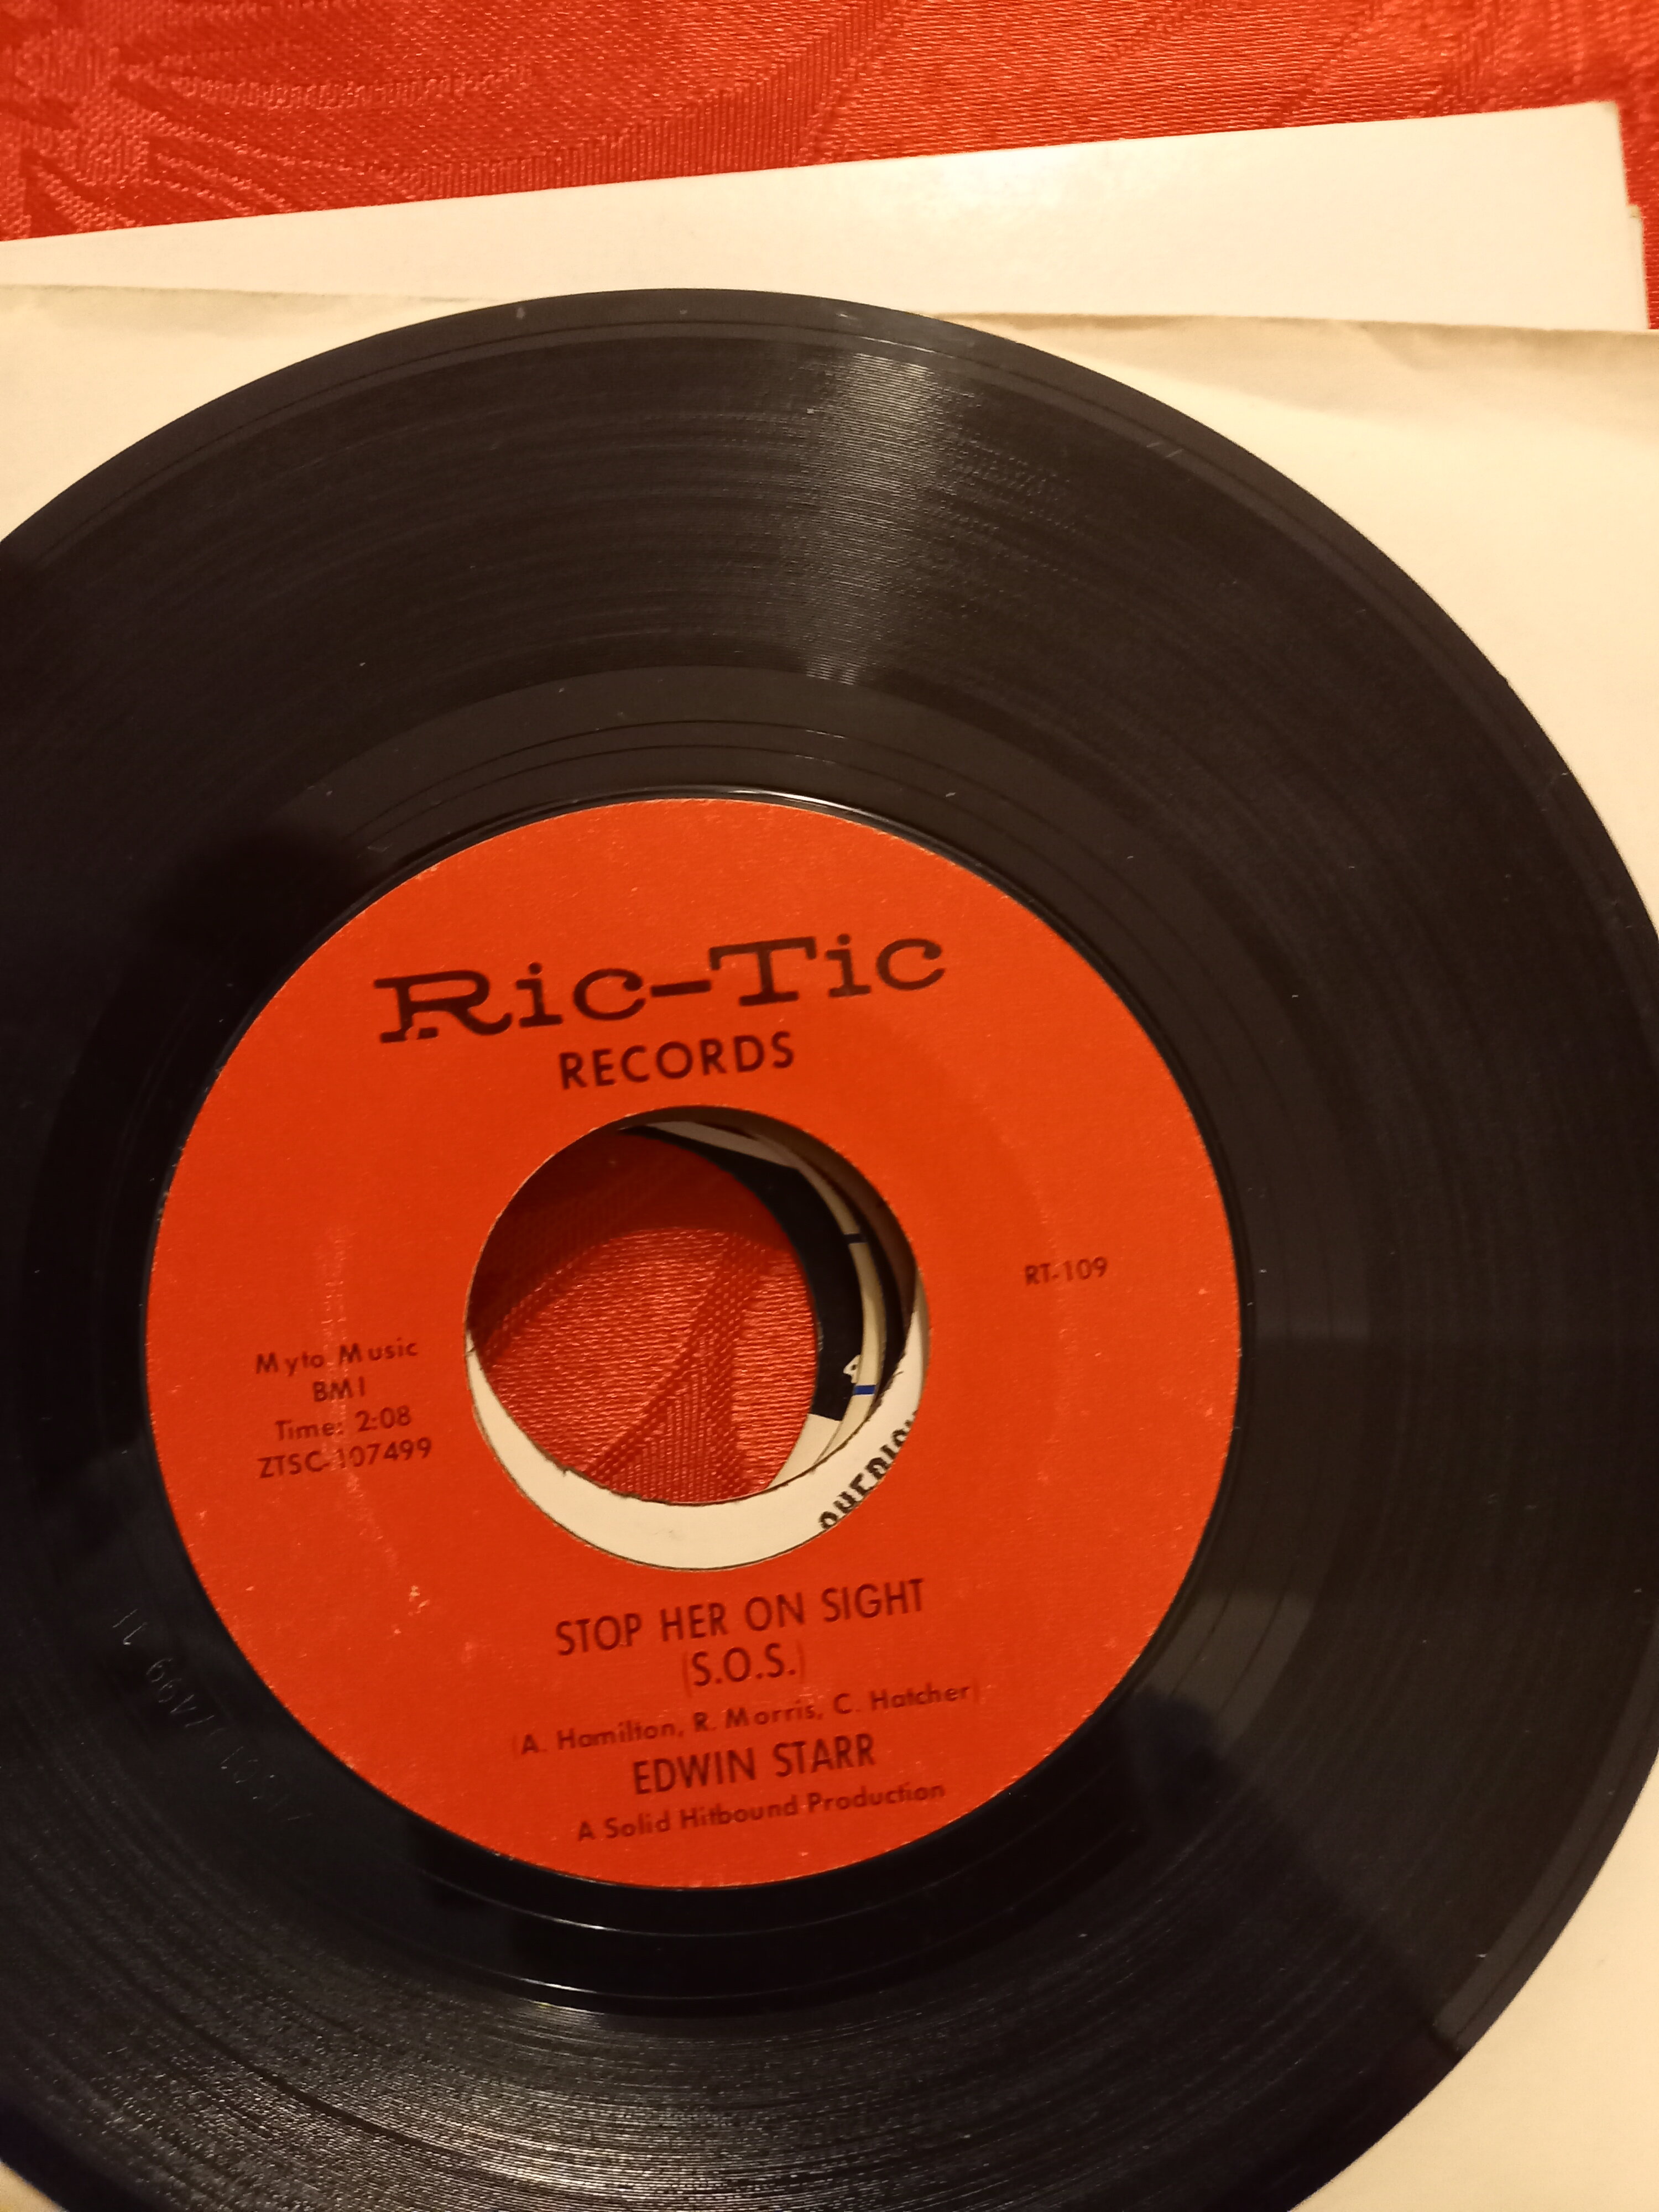 Ric-Tic
RECORDS
RT-109
Myto Music
BMI
Time: 2:08
ZTSC-107499
STOP HER ON SIGHT
(S.O.S.)
(A. Hamilton, R. Morris, C. Hatcher)
EDWIN STARR
A Solid Hitbound Production